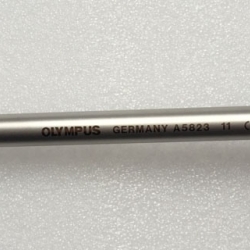 OLYMPUS GERMANY A5823 11